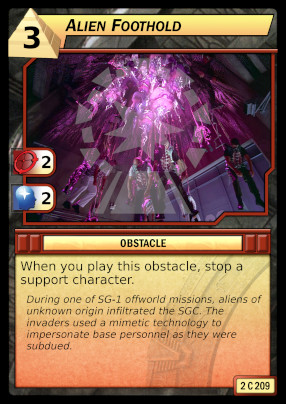 ALIEN FOOTHOLD
3
2
2
OBSTACLE
When you play this obstacle, stop a
support character.
During one of SG-1 offworld missions, aliens of
unknown origin infiltrated the SGC. The
invaders used a mimetic technology to
impersonate base personnel as they were
subdued.
2 C 209